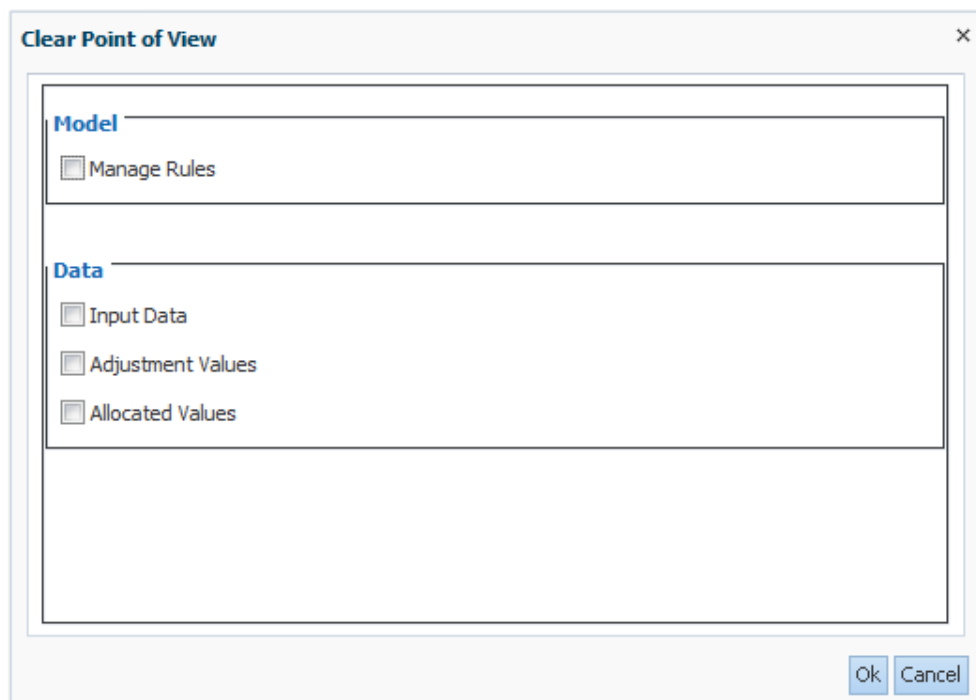 Clear Point of View
Model
Manage Rules
Data
Input Data
Adjustment Values
Allocated Values
Ok Cancel